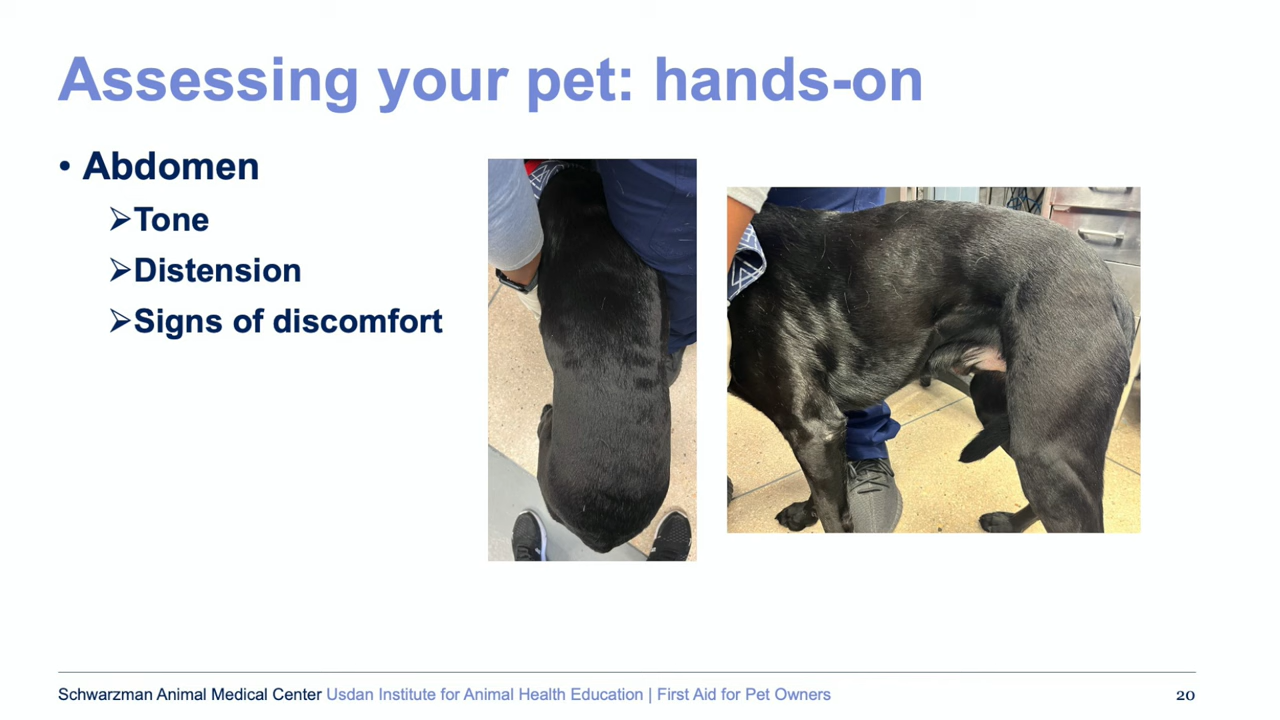 Assessing your pet: hands-on
• Abdomen
➢Tone
➢Distension
➢Signs of discomfort
Schwarzman Animal Medical Center Usdan Institute for Animal Health Education | First Aid for Pet Owners
20